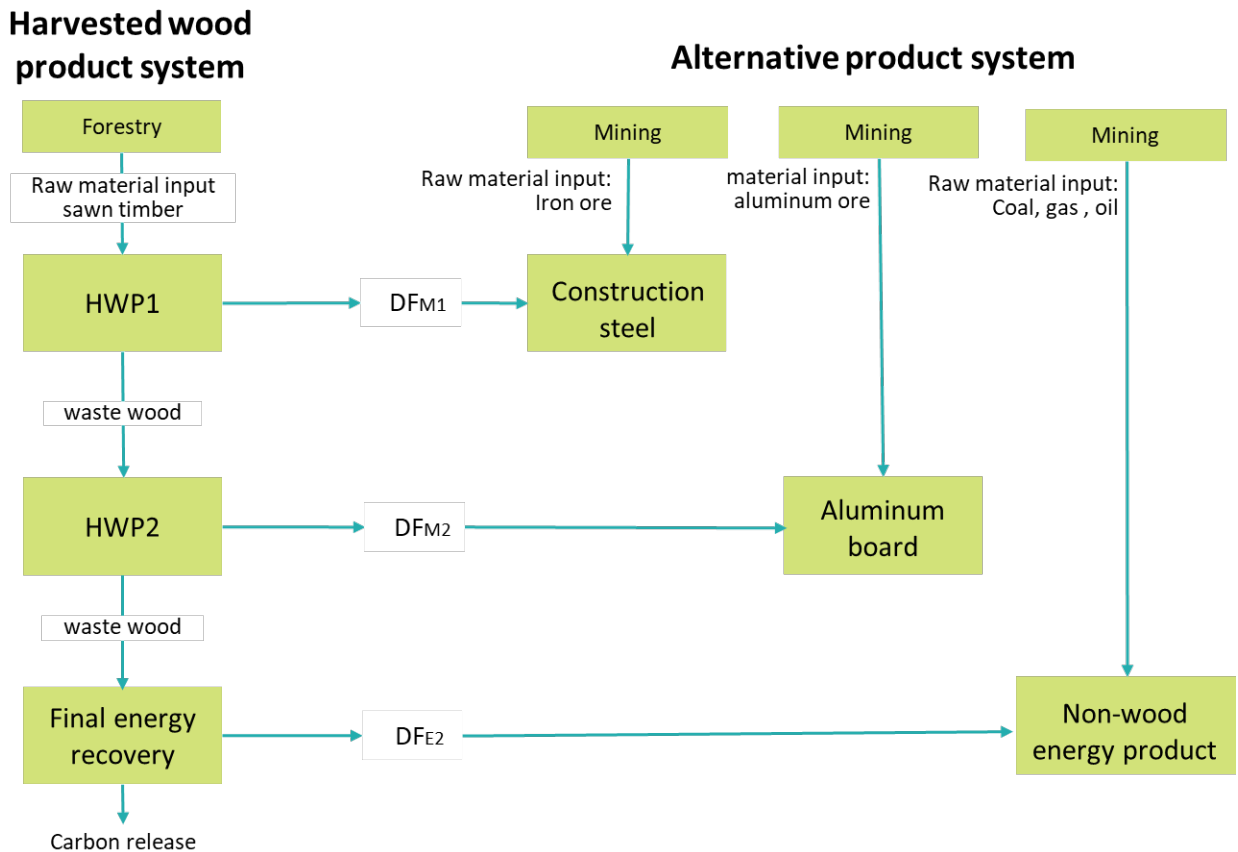 Harvested wood
product system
Alternative product system
Forestry
Mining
Mining
Mining
Raw material input
sawn timber
Raw material input:
Iron ore
material input:
aluminum ore
Raw material input:
Coal, gas , oil
HWP1
DFM1
Construction
steel
waste wood
HWP2
DFM2
Aluminum
board
waste wood
Final energy
recovery
DFE2
Non-wood
energy product
Carbon release